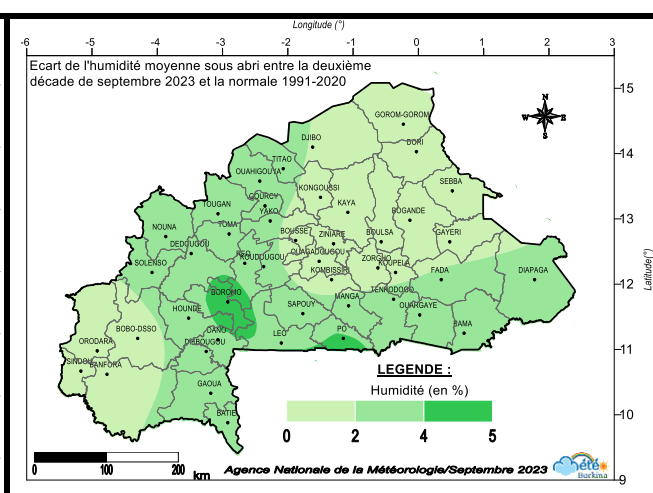 Longitude (°)
-6 -5 -4 -3 -2 -1 0 1 2 3
Ecart de l'humidité moyenne sous abri entre la deuxième
décade de septembre 2023 et la normale 1991-2020
15
N
W E
S
GOROM-GOROM
DJIBO
DORI
14
TITAO
OUAHIGOUYA
SEBBA
KONGOUSSI
GOURCY
KAYA
TOUGAN
BOGANDE
YAKO
13
NOUNA
TOMA
BOUSSE
ZINIARE
BOULSA
GAYERI
DEDOUGOU
OUAGADOUGOU
ZORGHO
SOLENSO
KOUDOUGOU
KOUPELA
KOMBISSIRI
FADA
DIAPAGA
12
Latitude(°)
BOROMO
TENKODOGO
MANGA
HOUNDE
SAPOUY
OUARGAYE
BOBO-DSSO
DANO
LEO
PO
PAMA
ORODARA
DIEBOUGOU
11
SINDOU
BANFORA
LEGENDE :
GAOUA
Humidité (en %)
BATIE
10
0 2 4 5
0 100 200
km
Agence Nationale de la Météorologie/Septembre 2023
météo
Burkina
9